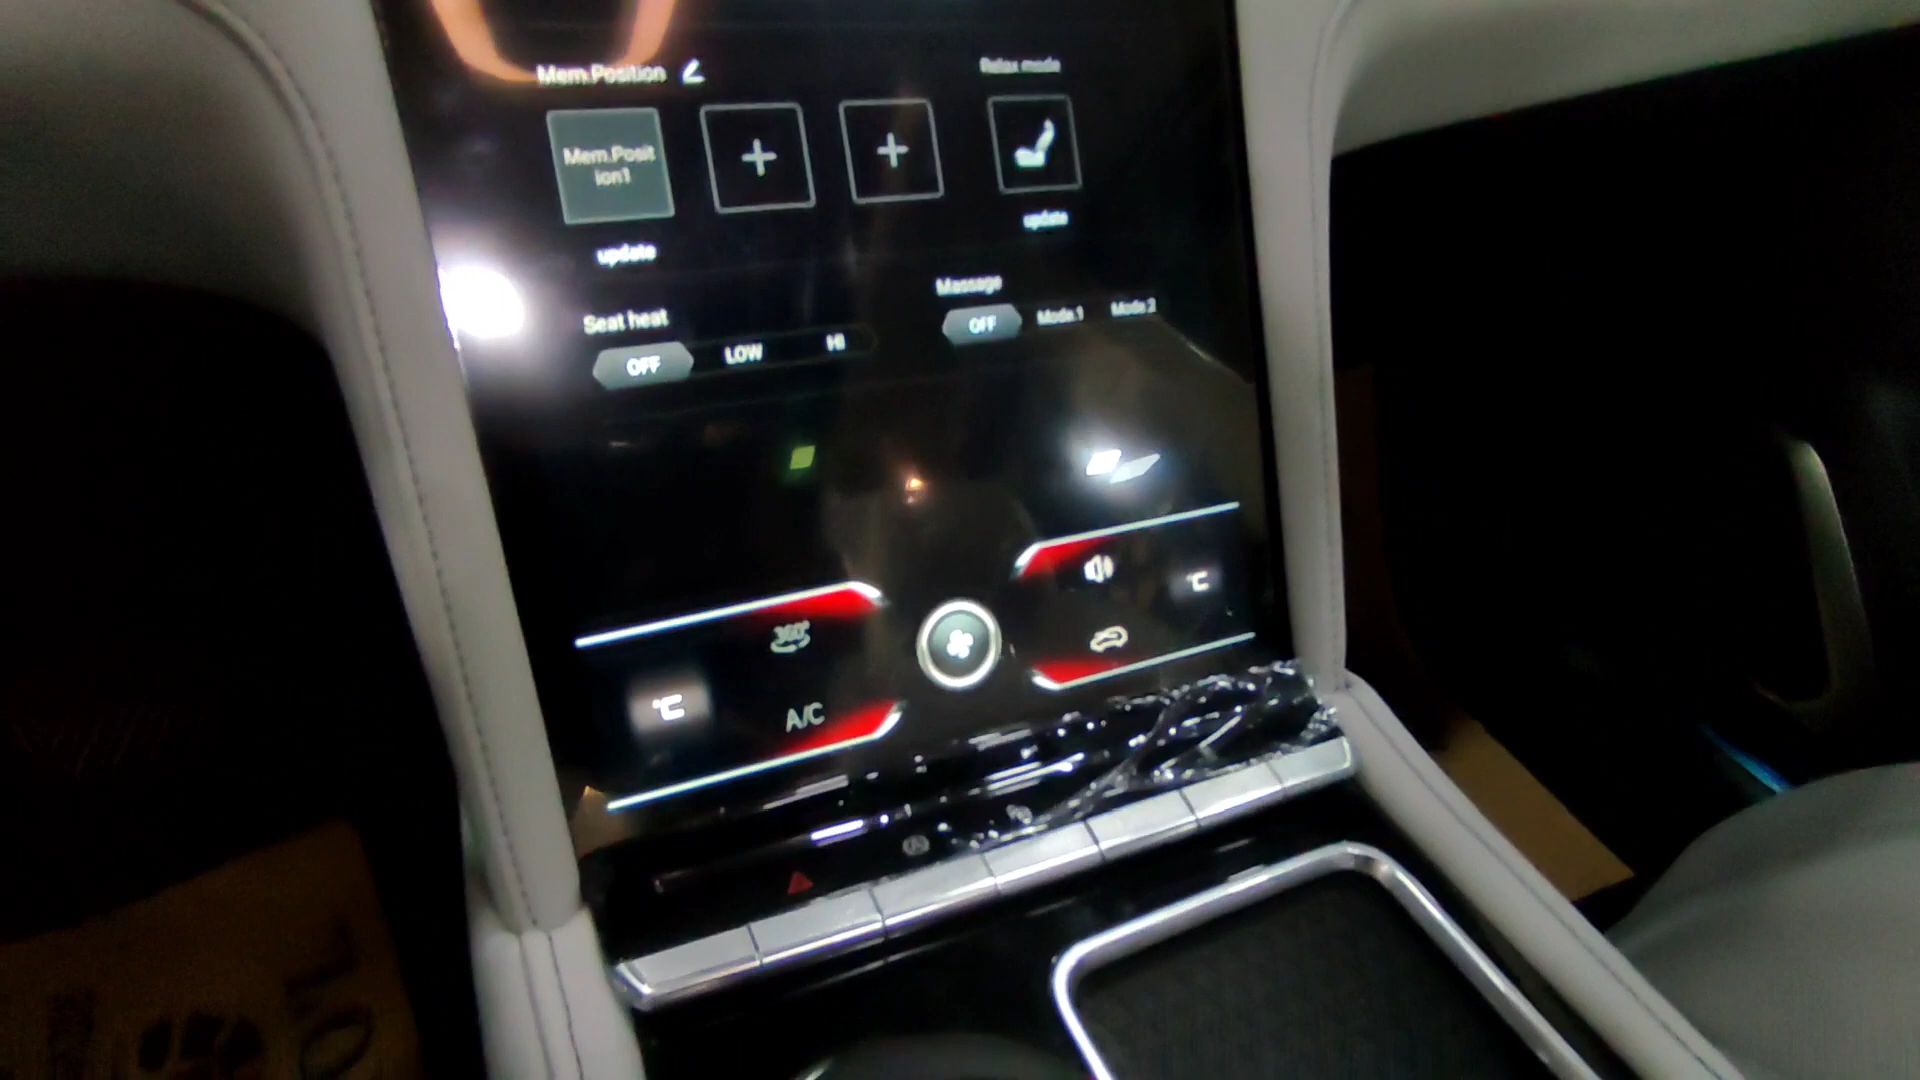 Mem.Position
Relax mode
Mem.Posit
ion1
update
update
Seat heat
OFF LOW HI
Massage
OFF Mode.1 Mode.2
360°
℃
℃
A/C